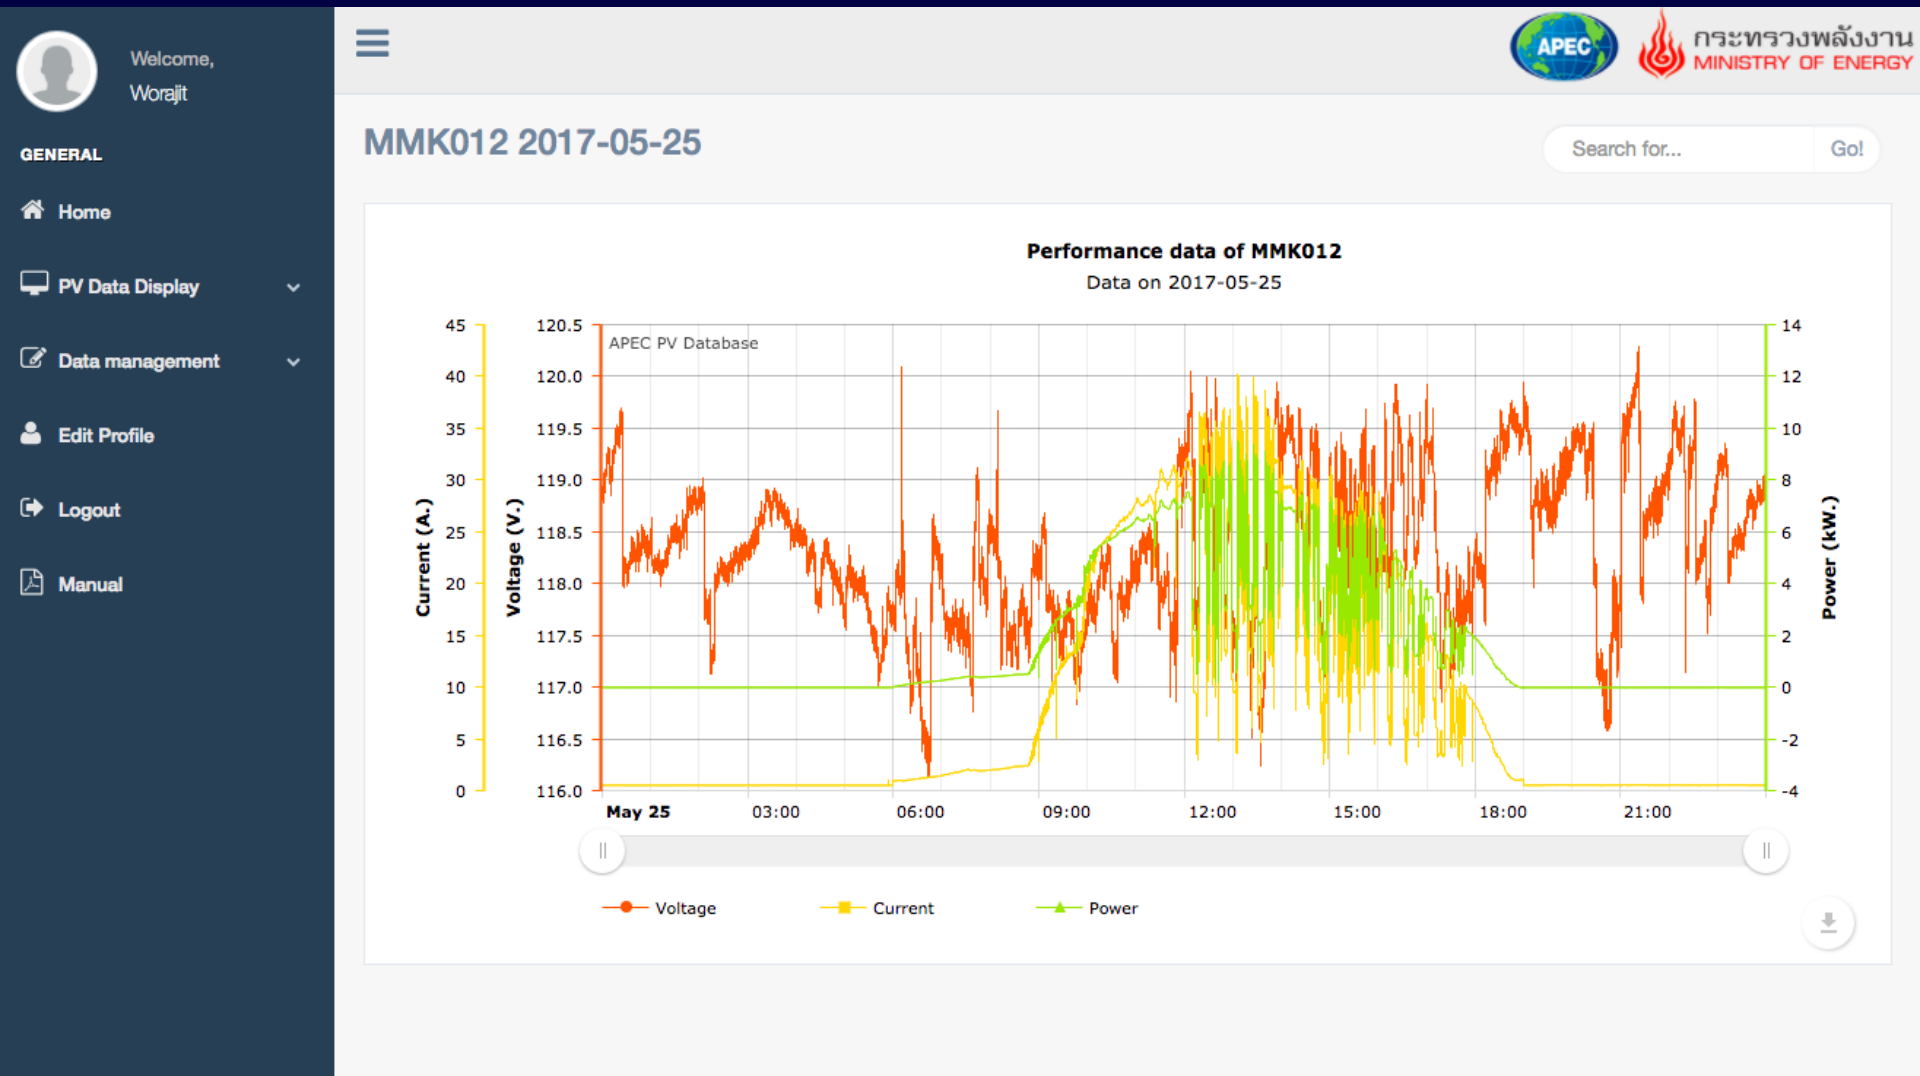 Welcome,
Worajit
GENERAL
Home
PV Data Display
Data management
Edit Profile
Logout
Manual
APEC
กระทรวงพลังงาน
MINISTRY OF ENERGY
MMK012 2017-05-25
Search for...
Go!
Performance data of MMK012
Data on 2017-05-25
APEC PV Database
Current (A.)
45
40
35
30
25
20
15
10
5
0
Voltage (V.)
120.5
120.0
119.5
119.0
118.5
118.0
117.5
117.0
116.5
116.0
14
12
10
8
6
4
2
0
-2
-4
Power (kW.)
May 25 03:00 06:00 09:00 12:00 15:00 18:00 21:00
Voltage Current Power